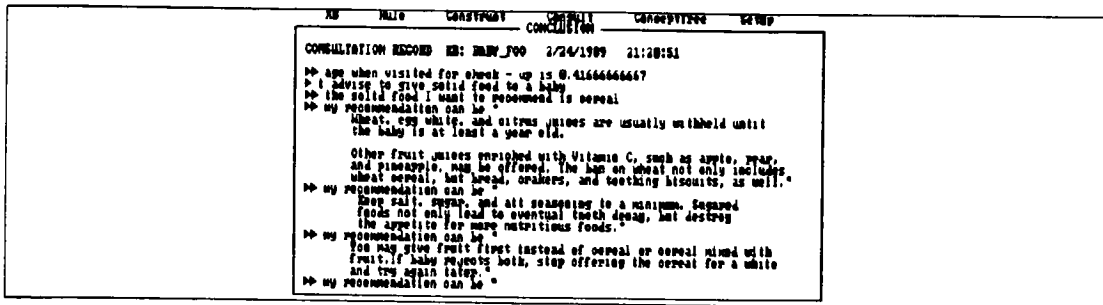 KB Rule Construct Consult ConceptTree Setup
CONCLUSION
CONSULTATION RECORD KB: BABY_FOO 2/24/1989 21:20:51
>> age when visited for check - up is 0.41666666667
> I advise to give solid food to a baby
>> the solid food I want to recommend is cereal
>> my recommendation can be "
Wheat, egg white, and citrus juices are usually withheld until
the baby is at least a year old.
Other fruit juices enriched with Vitamin C, such as apple, pear,
and pineapple, may be offered. The ban on wheat not only includes
wheat cereal, but bread, crakers, and teething biscuits, as well."
>> my recommendation can be "
Keep salt, sugar, and all seasoning to a minimum. Sugared
foods not only lead to eventual tooth decay, but destroy
the appetite for more nutritious foods."
>> my recommendation can be "
You may give fruit first instead of cereal or cereal mixed with
fruit.If baby rejects both, stop offering the cereal for a while
and try again later."
>> my recommendation can be "